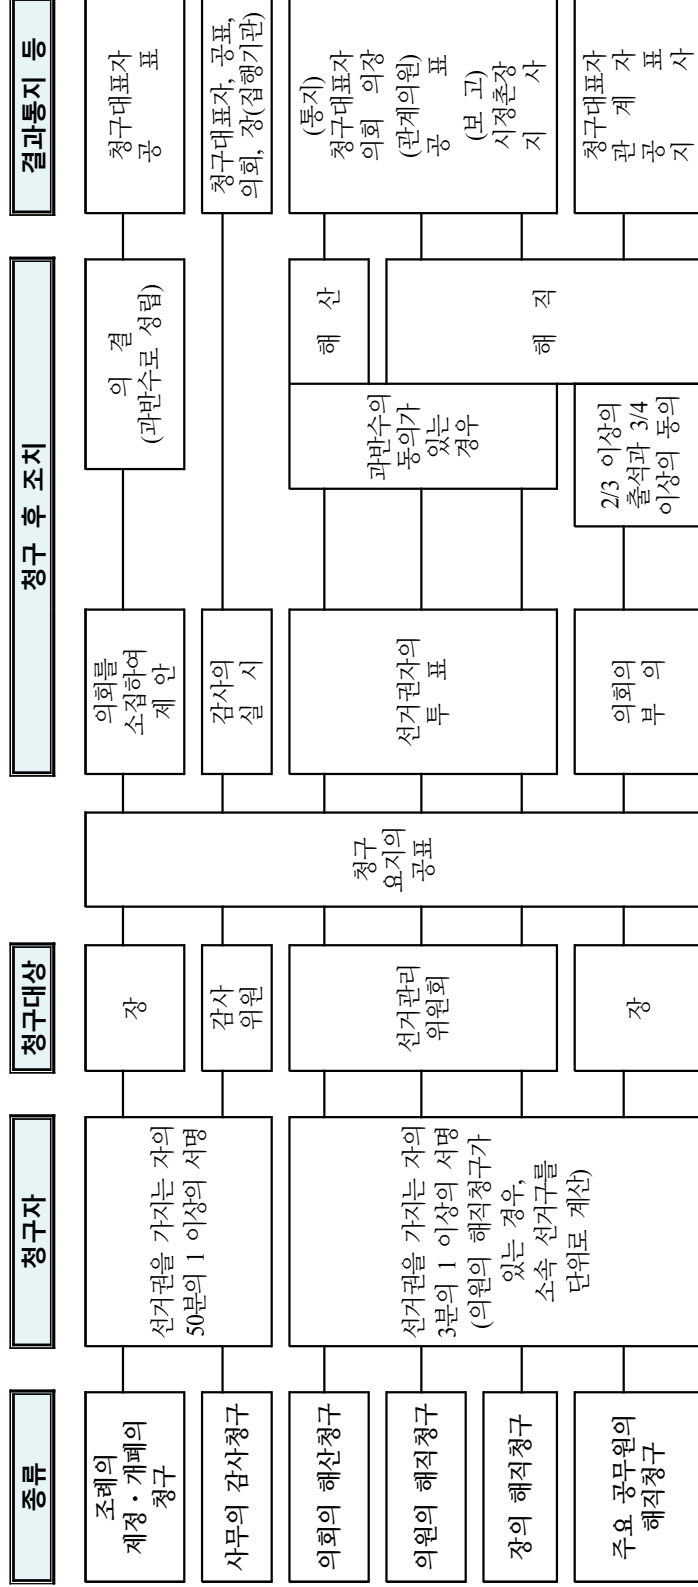 종류
청구자
청구대상
청구 후 조치
결과통지 등
조례의
제정・개폐의
청구
사무의 감사청구
의회의 해산청구
의원의 해직청구
장의 해직청구
주요 공무원의
해직청구
선거권을 가지는 자의
50분의 1 이상의 서명
선거권을 가지는 자의
3분의 1 이상의 서명
(의원의 해직청구가
있는 경우,
소속 선거구를
단위로 계산)
장
감사
위원
선거관리
위원회
장
청구
요지의
공표
의회를
소집하여
제 안
감사의
실 시
선거권자의
투 표
의회의
부 의
의 결
(과반수로 성립)
과반수의
동의가
있는
경우
2/3 이상의
출석과 3/4
이상의 동의
해 산
해 직
청구대표자
공 표
청구대표자, 공표,
의회, 장(집행기관)
(통지)
청구대표자
의회 의장
(관계의원)
공 표
(보 고)
시정촌장
지 사
청구대표자
관 계 자
공 표
지 사